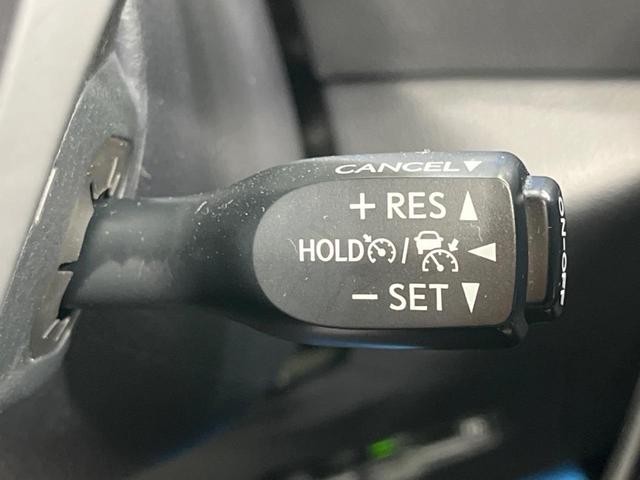 CANCEL▼
+ RES ▲
HOLD / ◀
− SET ▼
ON-OFF